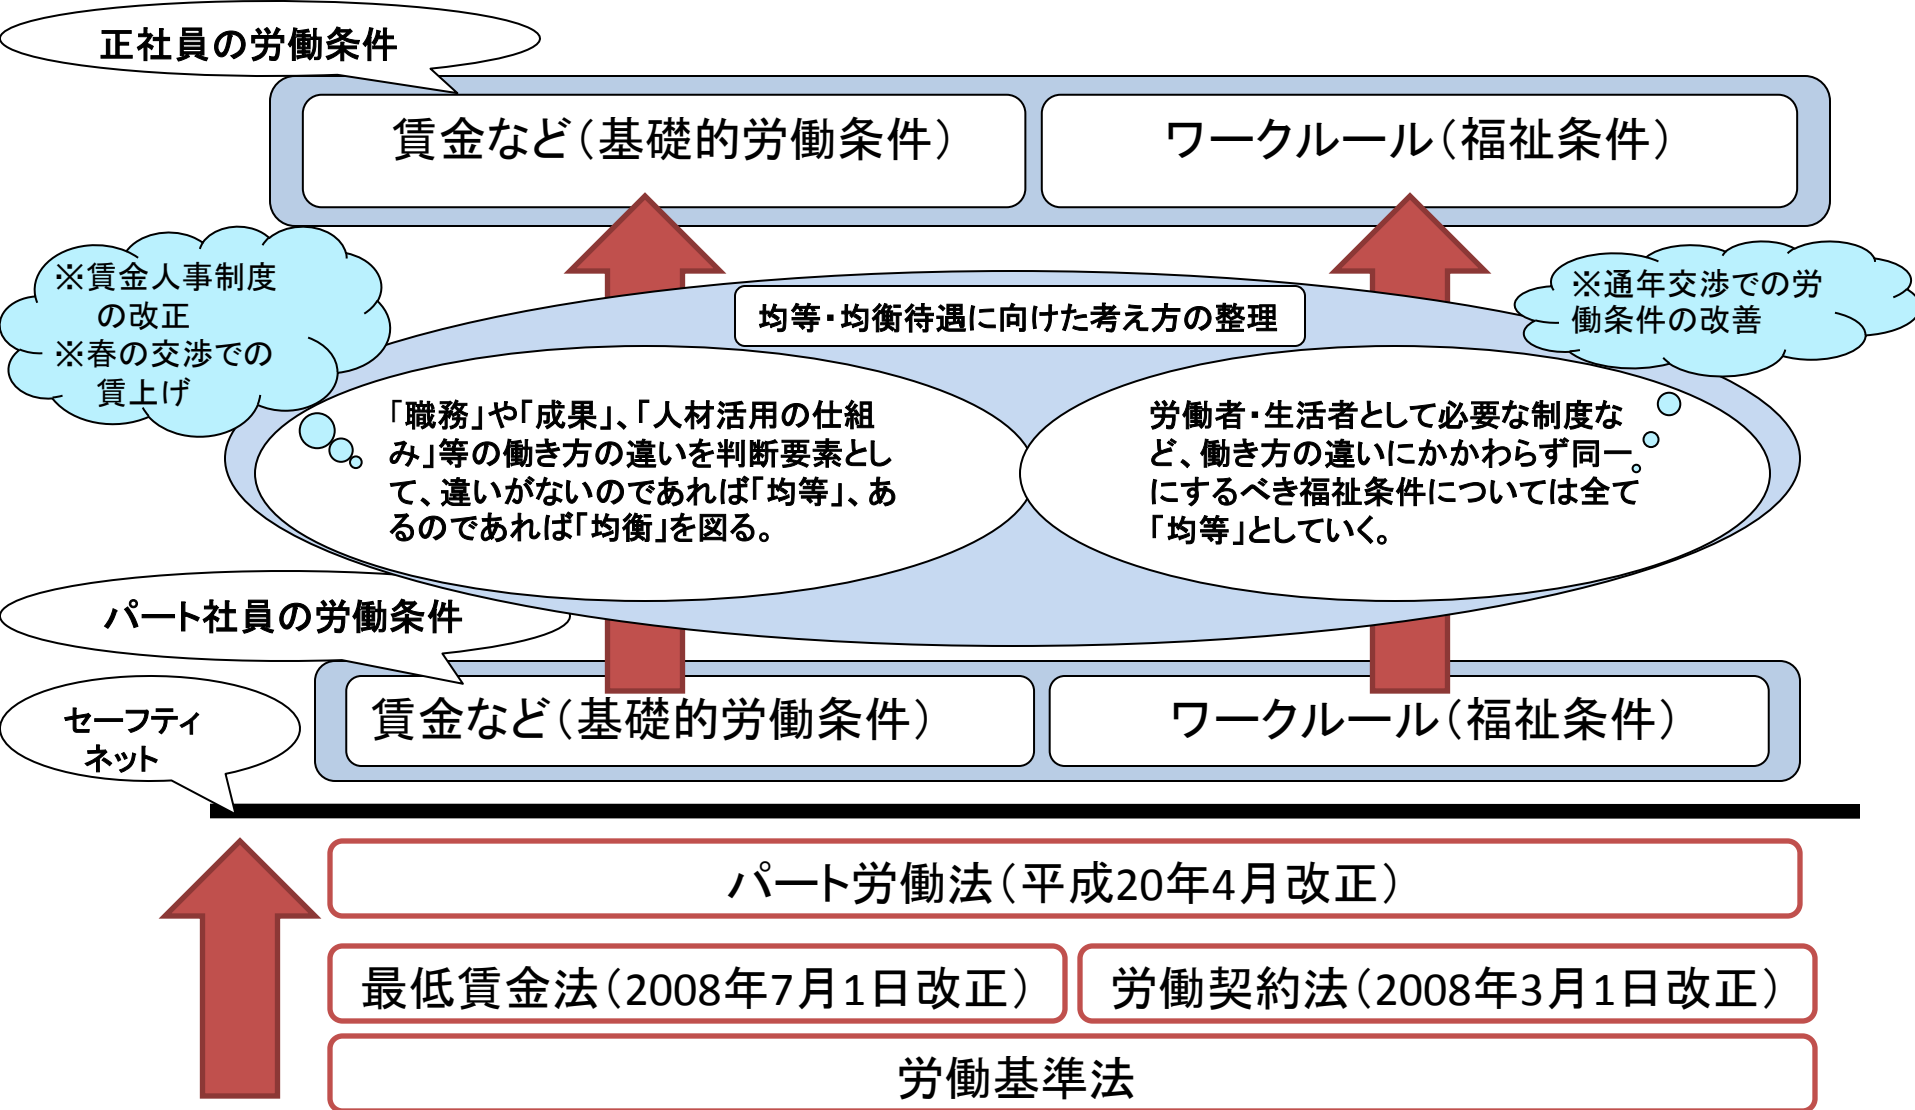 正社員の労働条件
賃金など(基礎的労働条件)
ワークルール(福祉条件)
※賃金人事制度
の改正
※春の交渉での
賃上げ
※通年交渉での労
働条件の改善
均等・均衡待遇に向けた考え方の整理
「職務」や「成果」、「人材活用の仕組
み」等の働き方の違いを判断要素とし
て、違いがないのであれば「均等」、あ
るのであれば「均衡」を図る。
労働者・生活者として必要な制度な
ど、働き方の違いにかかわらず同一
にするべき福祉条件については全て
「均等」としていく。
パート社員の労働条件
賃金など(基礎的労働条件)
ワークルール(福祉条件)
セーフティ
ネット
パート労働法(平成20年4月改正)
最低賃金法(2008年7月1日改正)
労働契約法(2008年3月1日改正)
労働基準法